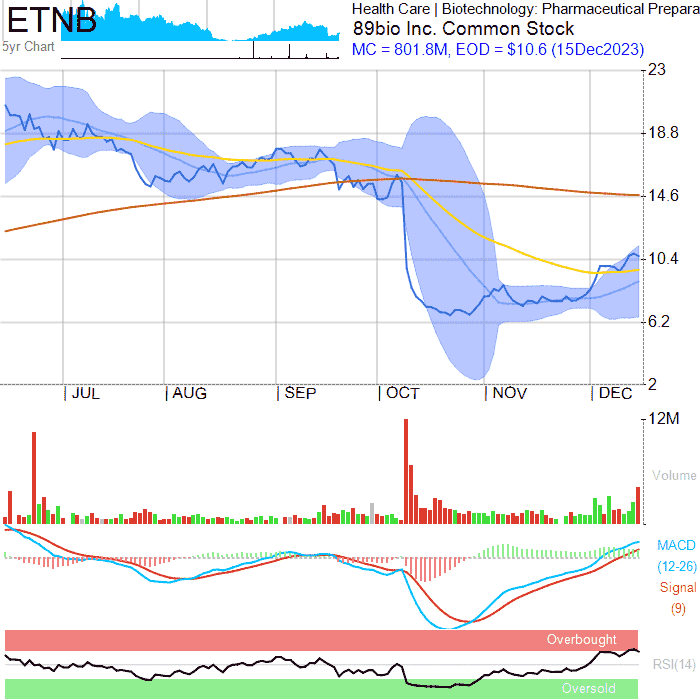 ETNB
5yr Chart
Health Care | Biotechnology: Pharmaceutical Prepara
89bio Inc. Common Stock
MC = 801.8M, EOD = $10.6 (15Dec2023)
23
18.8
14.6
10.4
6.2
2
JUL AUG SEP OCT NOV DEC
12M
Volume
MACD
(12-26)
Signal
(9)
Overbought
RSI(14)
Oversold